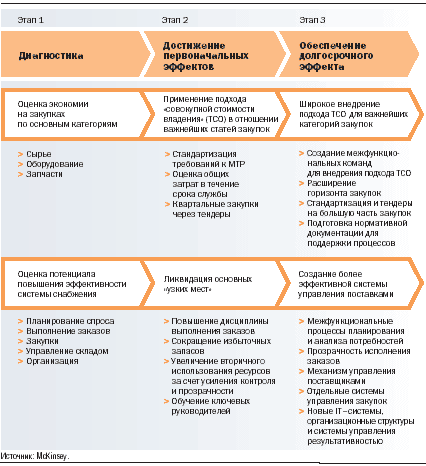 Этап 1
Этап 2
Этап 3
Диагностика
Достижение
первоначальных
эффектов
Обеспечение
долгосрочного
эффекта
Оценка экономии
на закупках
по основным категориям
Применение подхода
«совокупной стоимости
владения» (ТСО) в отношении
важнейших статей закупок
Широкое внедрение
подхода ТСО для важнейших
категорий закупок
> Сырье
> Оборудование
> Запчасти
> Стандартизация
требований к МТР
> Оценка общих
затрат в течение
срока службы
> Квартальные закупки
через тендеры
> Создание межфункцио-
нальных команд
для внедрения подхода ТСО
> Расширение
горизонта закупок
> Стандартизация и тендеры
на большую часть закупок
> Подготовка нормативной
документации для
поддержки процессов
Оценка потенциала
повышения эффективности
системы снабжения
Ликвидация основных
«узких мест»
Создание более
эффективной системы
управления поставками
> Планирование спроса
> Выполнение заказов
> Закупки
> Управление складом
> Организация
> Повышение дисциплины
выполнения заказов
> Сокращение избыточных
запасов
> Увеличение вторичного
использования ресурсов
за счет усиления контроля
и прозрачности
> Обучение ключевых
руководителей
> Межфункциональные
процессы планирования
и анализа потребностей
> Прозрачность исполнения
заказов
> Механизм управления
поставщиками
> Отдельные системы
управления закупок
> Новые IT–системы,
организационные структуры
и системы управления
результативностью
Источник: McKinsey.